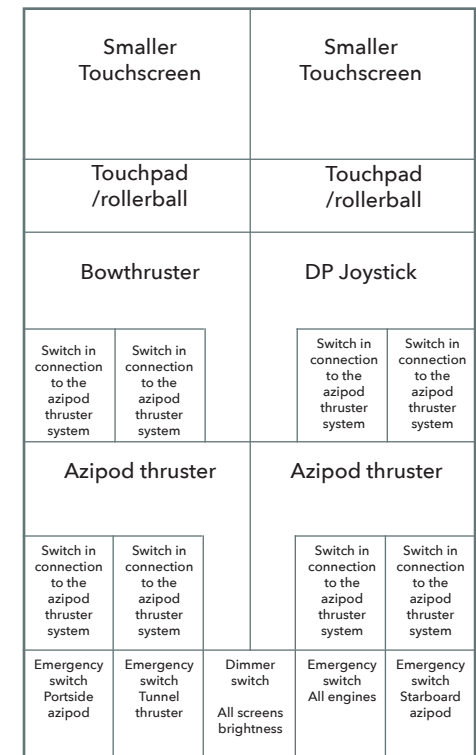 Smaller
Touchscreen
Smaller
Touchscreen
Touchpad
/rollerball
Touchpad
/rollerball
Bowthruster
DP Joystick
Switch in
connection
to the
azipod
thruster
system
Switch in
connection
to the
azipod
thruster
system
Switch in
connection
to the
azipod
thruster
system
Switch in
connection
to the
azipod
thruster
system
Azipod thruster
Azipod thruster
Switch in
connection
to the
azipod
thruster
system
Switch in
connection
to the
azipod
thruster
system
Switch in
connection
to the
azipod
thruster
system
Switch in
connection
to the
azipod
thruster
system
Emergency
switch
Portside
azipod
Emergency
switch
Tunnel
thruster
Dimmer
switch
All screens
brightness
Emergency
switch
All engines
Emergency
switch
Starboard
azipod